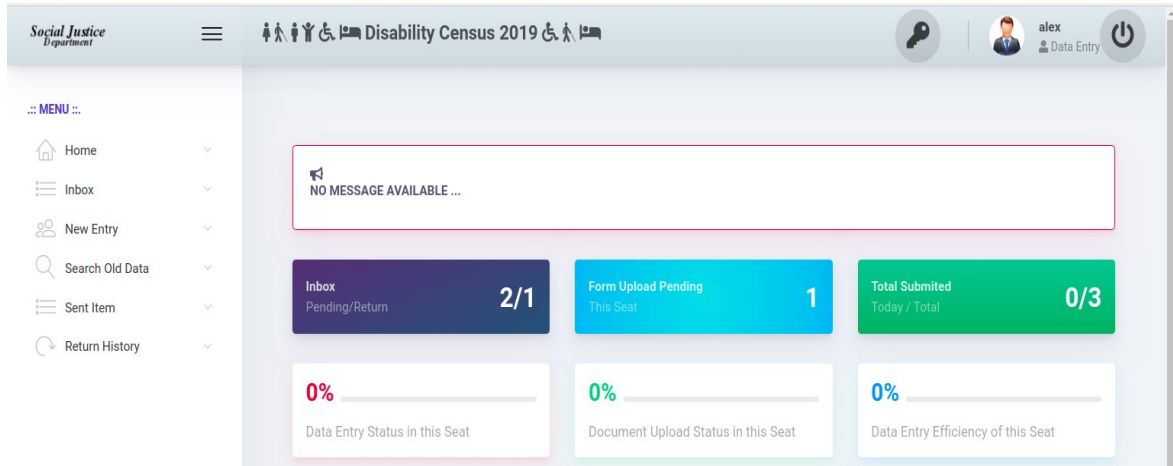 Social Justice
Department
Disability Census 2019
alex
Data Entry
.:: MENU ::.
Home
Inbox
New Entry
Search Old Data
Sent Item
Return History
NO MESSAGE AVAILABLE ...
Inbox
Pending/Return
2/1
Form Upload Pending
This Seat
1
Total Submited
Today / Total
0/3
0%
Data Entry Status in this Seat
0%
Document Upload Status in this Seat
0%
Data Entry Efficiency of this Seat